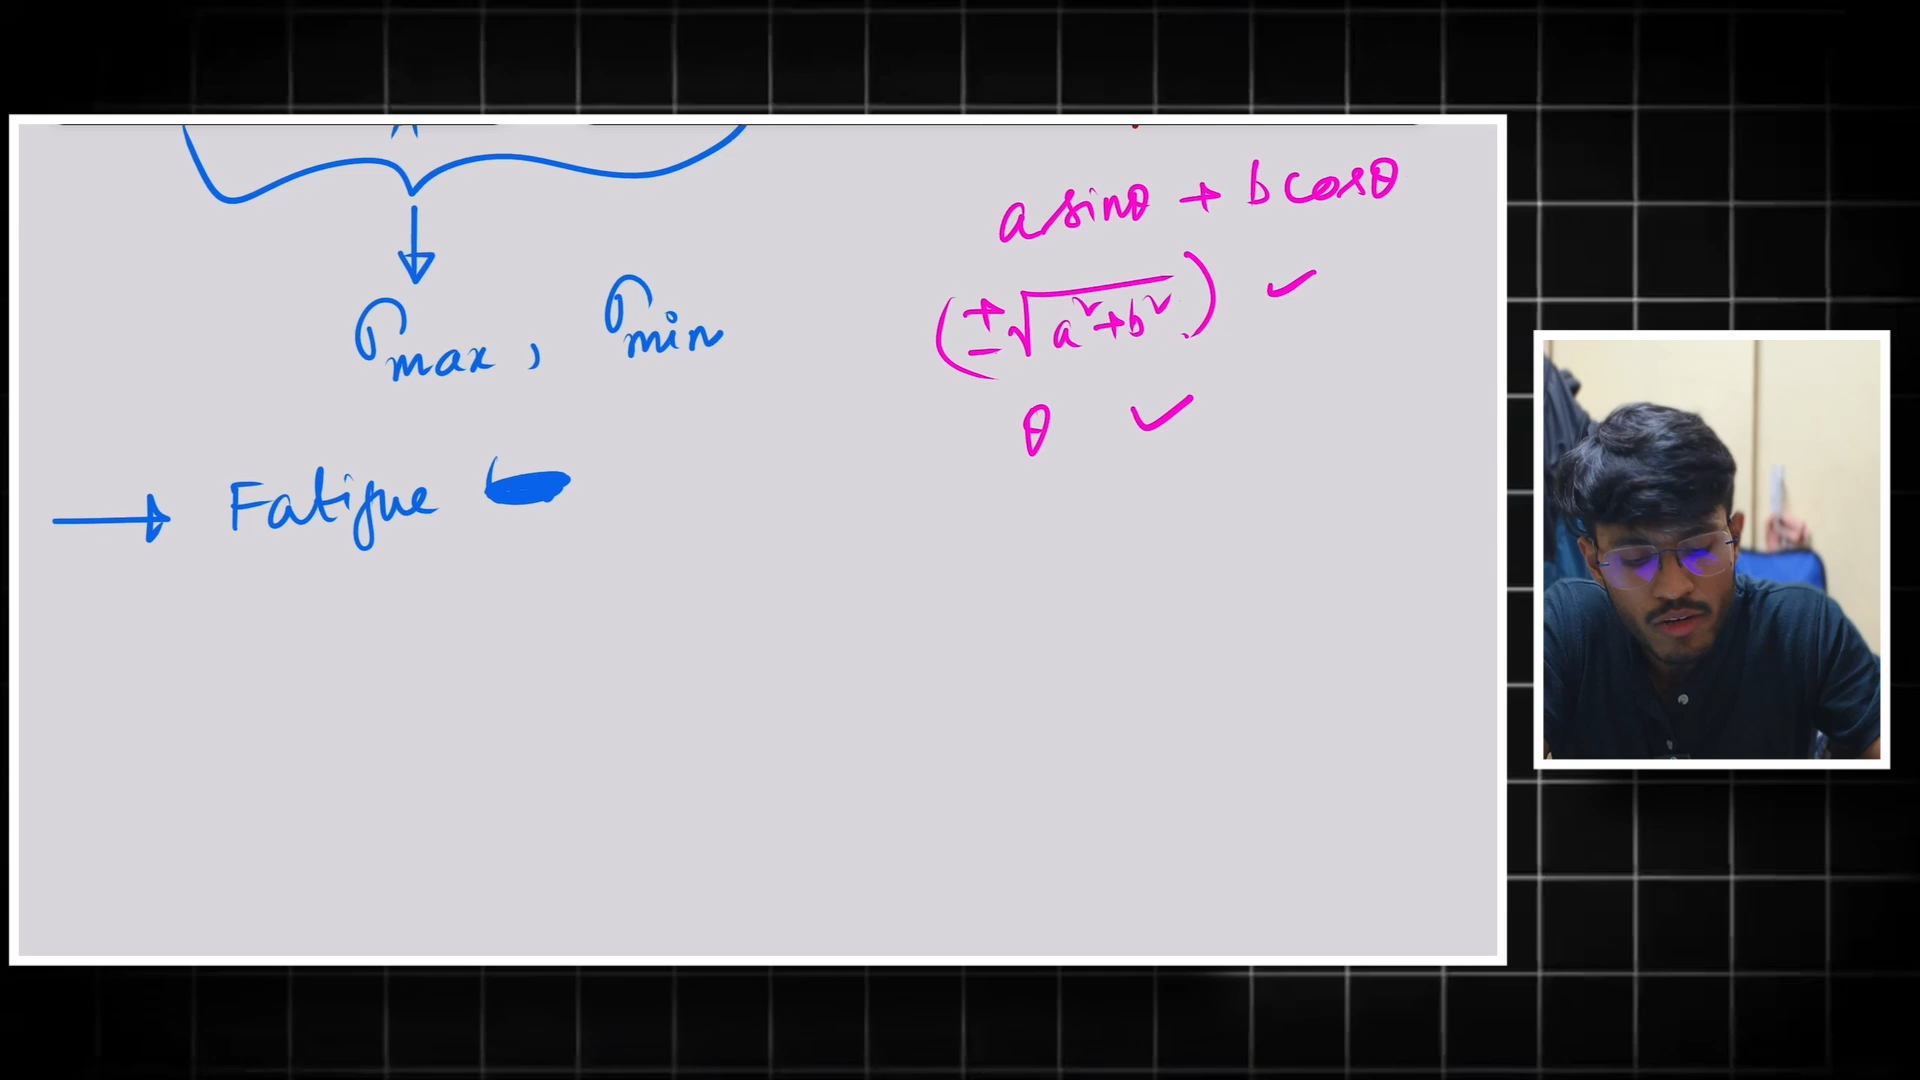 σmax, σmin
→ Fatigue
a sinθ + b cosθ
(±√a²+b²) ✓
θ ✓